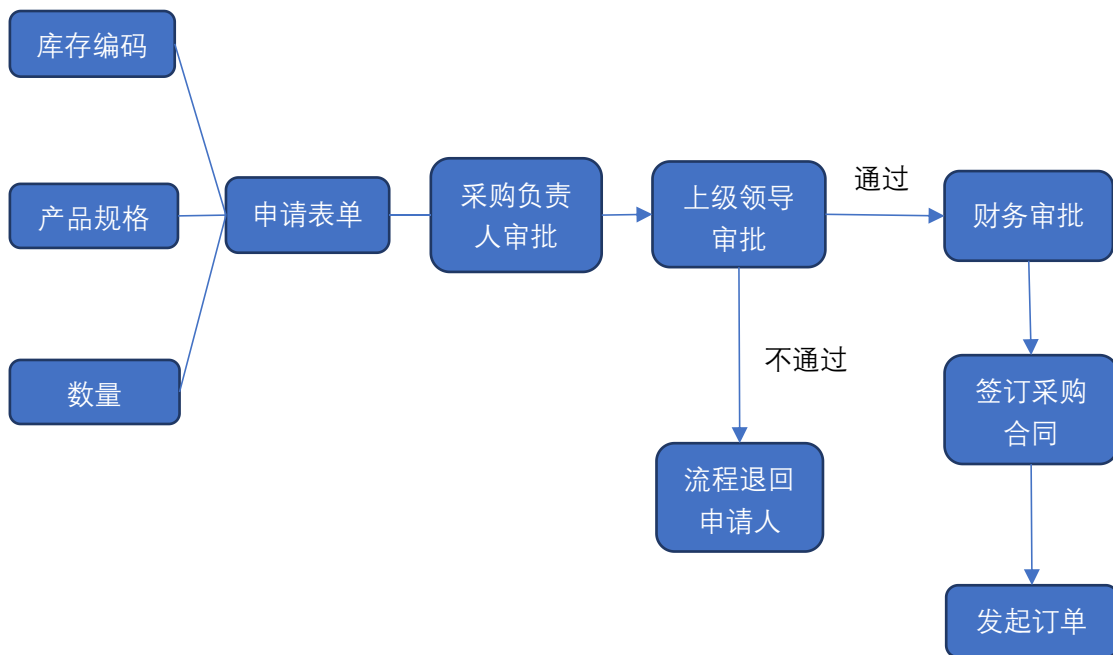 库存编码
产品规格
数量
申请表单
采购负责
人审批
上级领导
审批
通过
不通过
流程退回
申请人
财务审批
签订采购
合同
发起订单